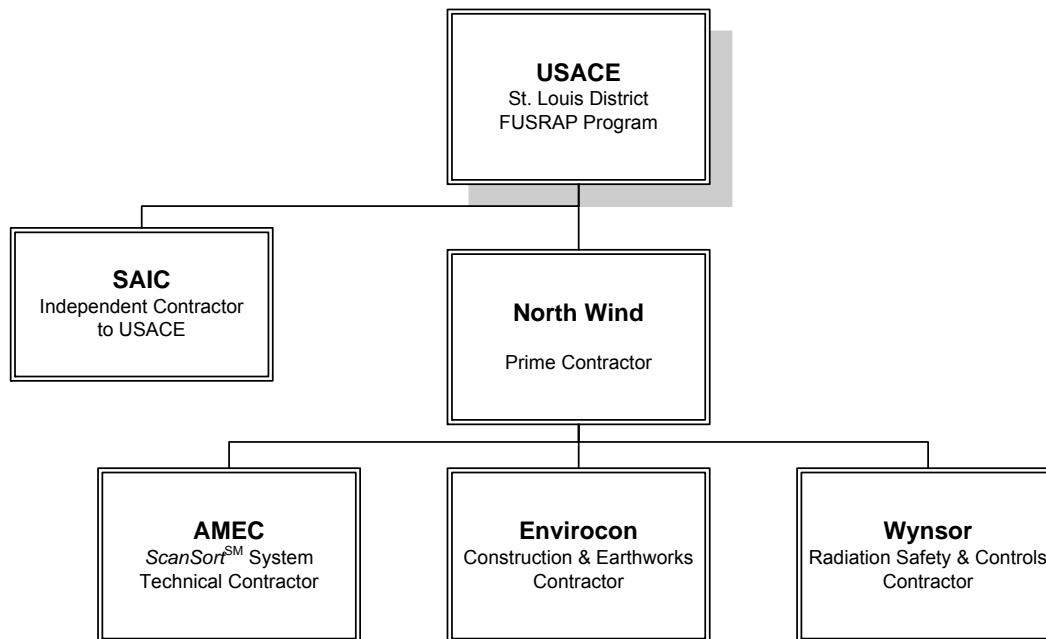 USACE
St. Louis District
FUSRAP Program
SAIC
Independent Contractor
to USACE
North Wind
Prime Contractor
AMEC
ScanSort℠ System
Technical Contractor
Envirocon
Construction & Earthworks
Contractor
Wynsor
Radiation Safety & Controls
Contractor